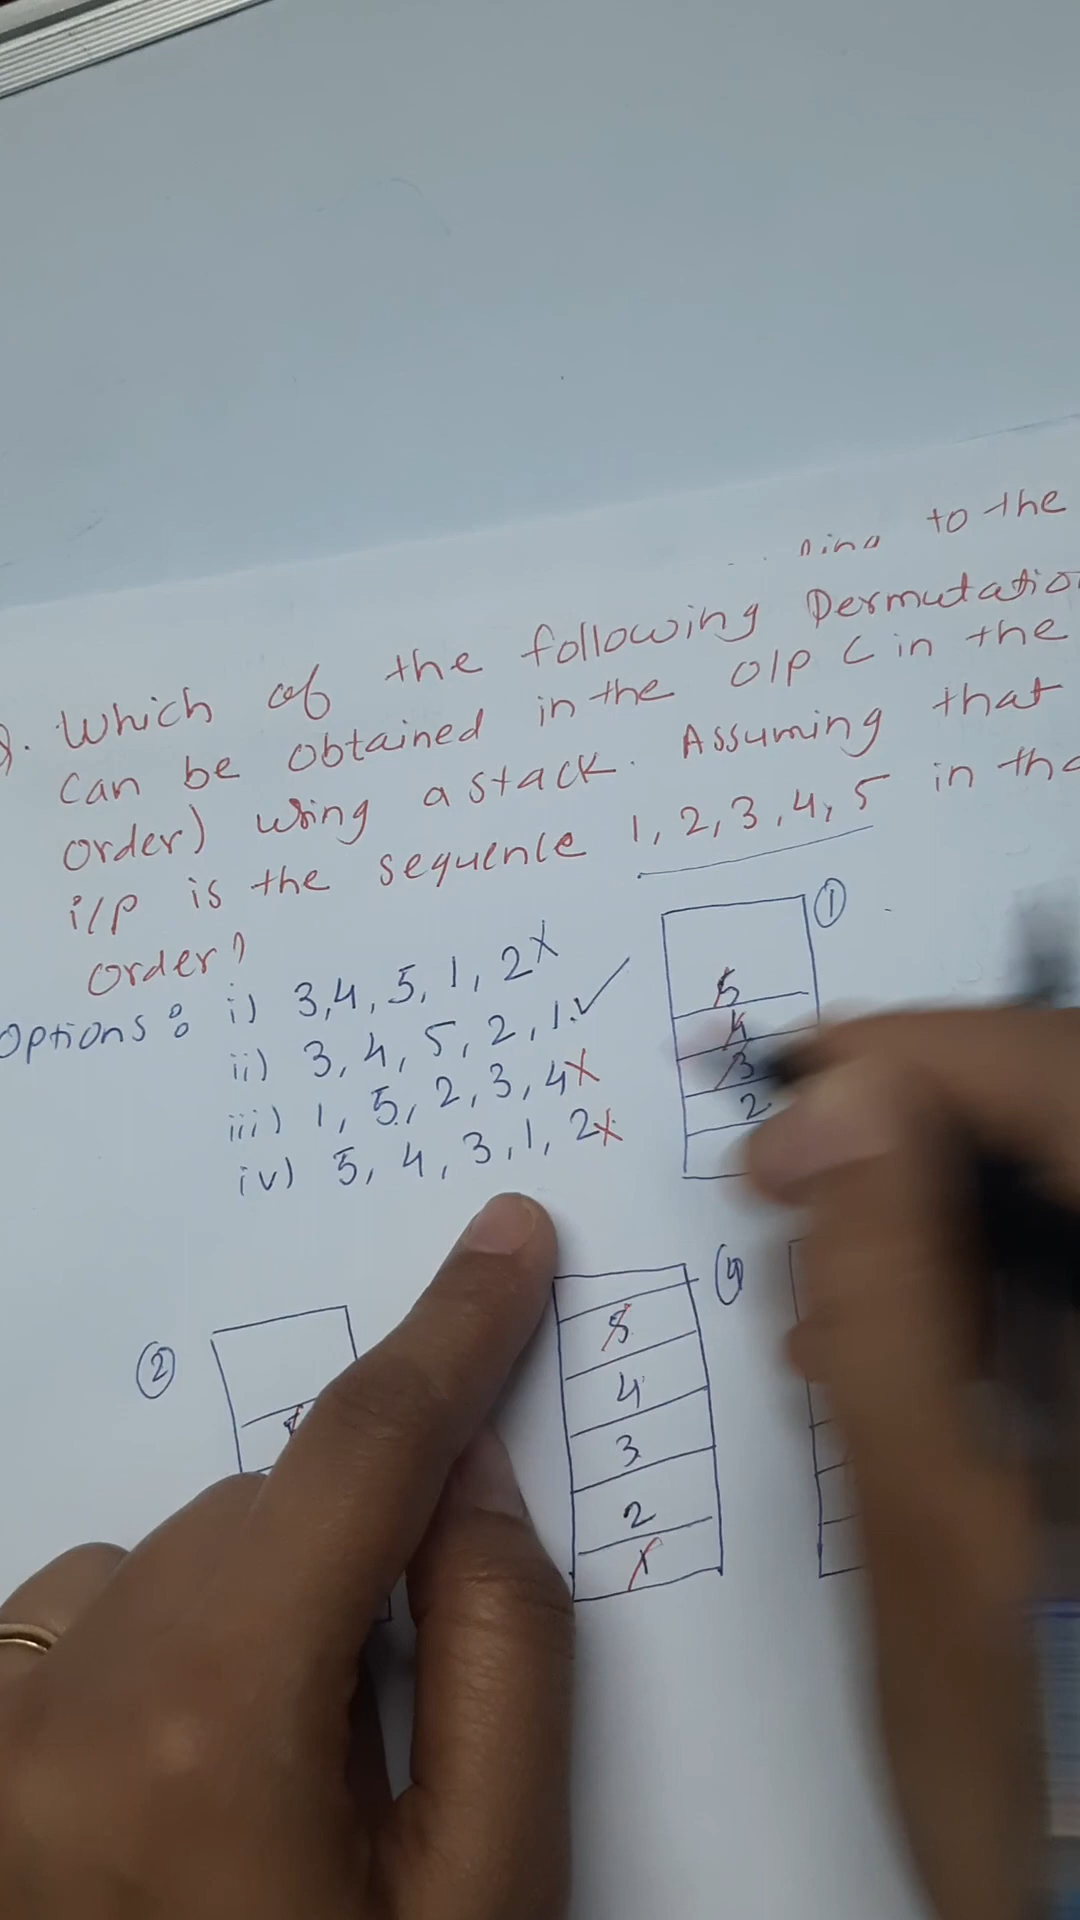 to the
Which of the following Permutatio
can be obtained in the O/P ( in the
order) using a stack. Assuming that
i/p is the sequence 1, 2, 3, 4, 5 in the
order?
Options: i) 3, 4, 5, 1, 2 X
ii) 3, 4, 5, 2, 1. ✓
iii) 1, 5, 2, 3, 4 X
iv) 5, 4, 3, 1, 2 X
①
5
4
3
2
②
④
5
4
3
2
1